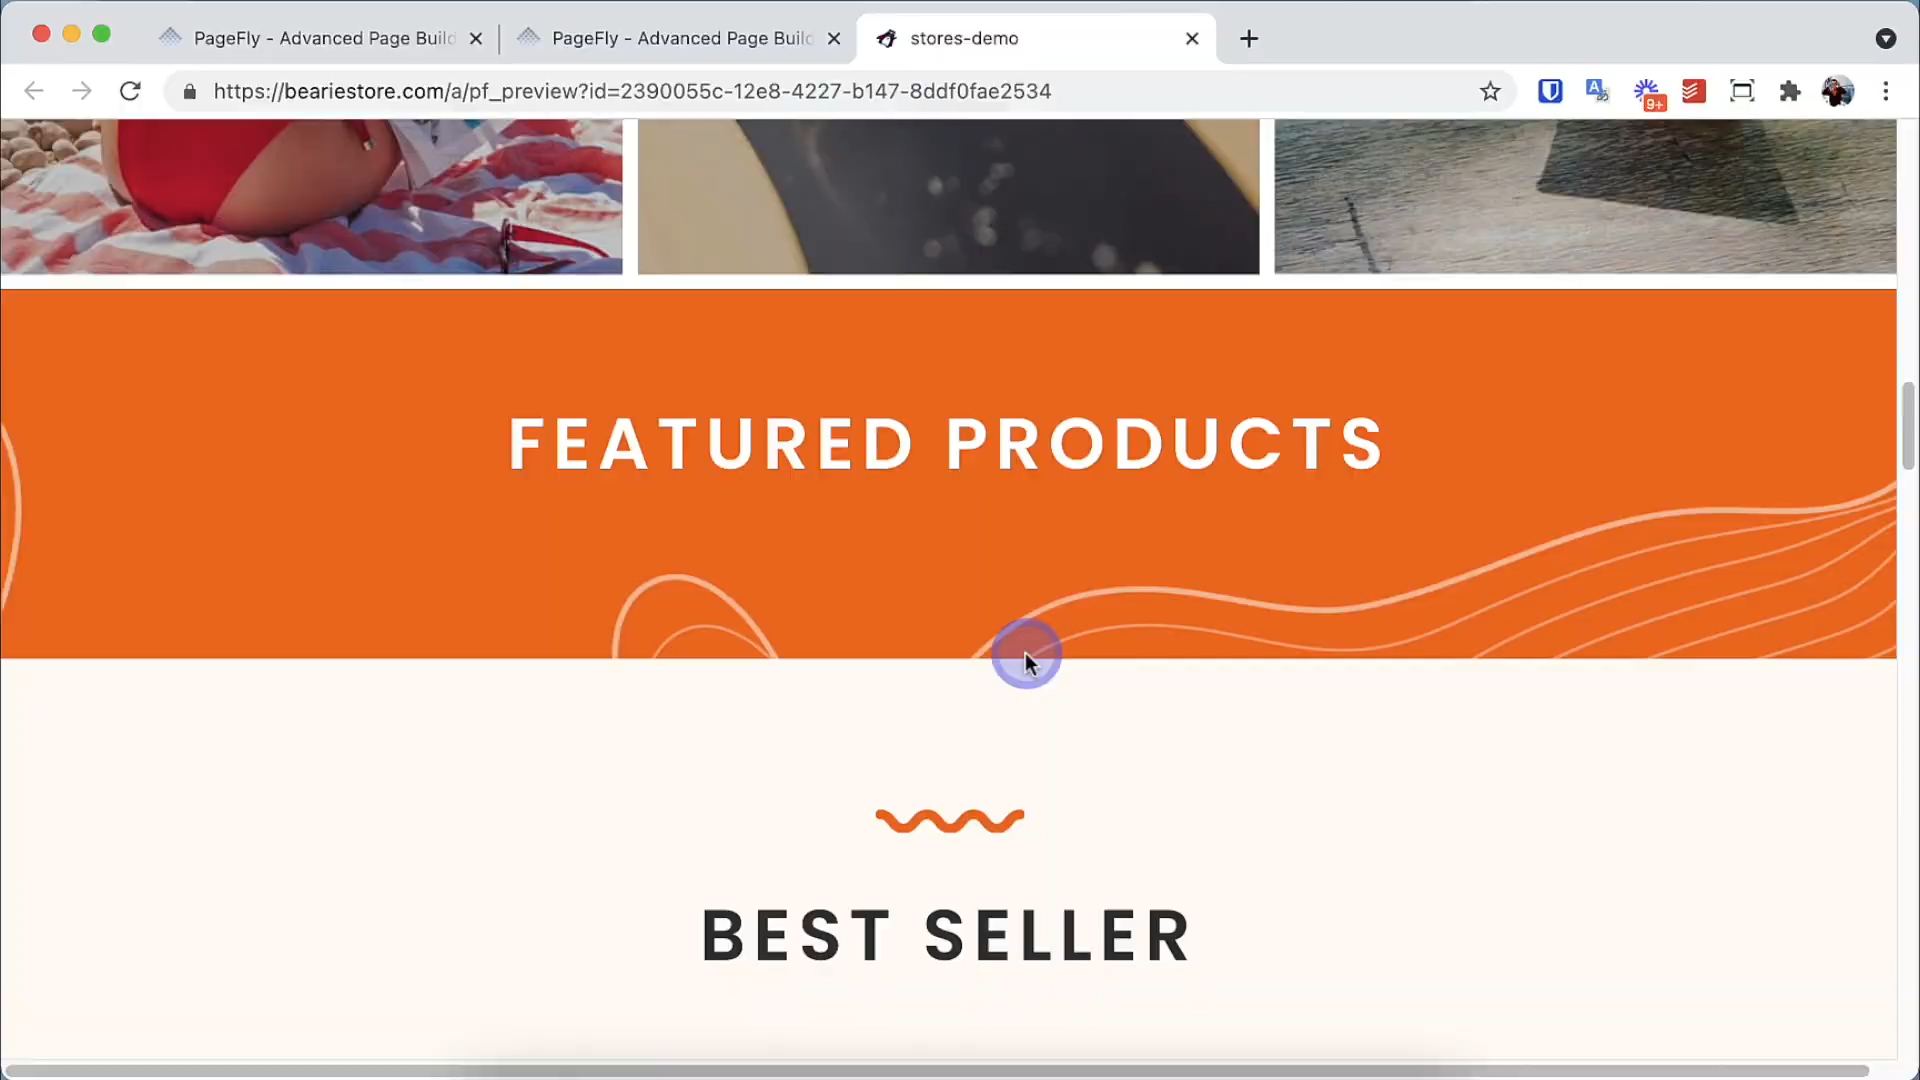 PageFly - Advanced Page Build
PageFly - Advanced Page Build
stores-demo
https://beariestore.com/a/pf_preview?id=2390055c-12e8-4227-b147-8ddf0fae2534
9+
FEATURED PRODUCTS
BEST SELLER